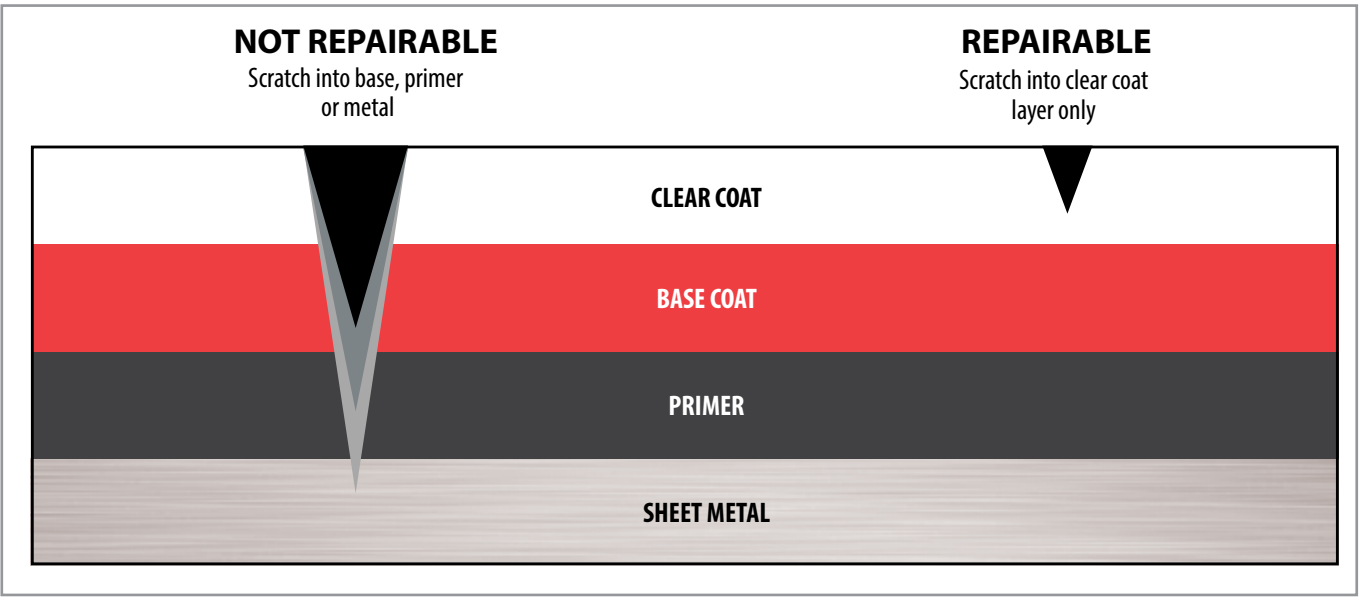 NOT REPAIRABLE
Scratch into base, primer
or metal
REPAIRABLE
Scratch into clear coat
layer only
CLEAR COAT
BASE COAT
PRIMER
SHEET METAL